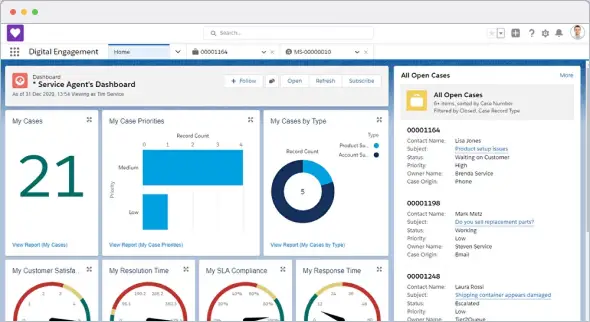 Search...
Digital Engagement
Home
00001164
MS-00000010
Dashboard
* Service Agent's Dashboard
As of 31 Dec 2020, 13:54 Viewing as Tim Service
+ Follow
Open
Refresh
Subscribe
My Cases
21
View Report (My Cases)
My Case Priorities
Record Count
0 1 2 3 4
Priority
Medium
Low
View Report (My Case Priorities)
My Cases by Type
Type
Record Count
Product Su...
Account Su...
5
View Report (My Cases by Type)
My Customer Satisfa...
1
4
My Resolution Time
My SLA Compliance
20%
80%
My Response Time
All Open Cases
More
All Open Cases
6+ items, sorted by Case Number
Filtered by Closed, Case Record Type
00001164
Contact Name: Lisa Jones
Subject: Product setup issues
Status: Waiting on Customer
Priority: High
Owner Name: Brenda Service
Case Origin: Phone
00001198
Contact Name: Mark Metz
Subject: Do you sell replacement parts?
Status: Working
Priority: Low
Owner Name: Steven Service
Case Origin: Email
00001248
Contact Name: Laura Rossi
Subject: Shipping container appears damaged
Status: Escalated
Priority: Low
Owner Name: Tier2Queue